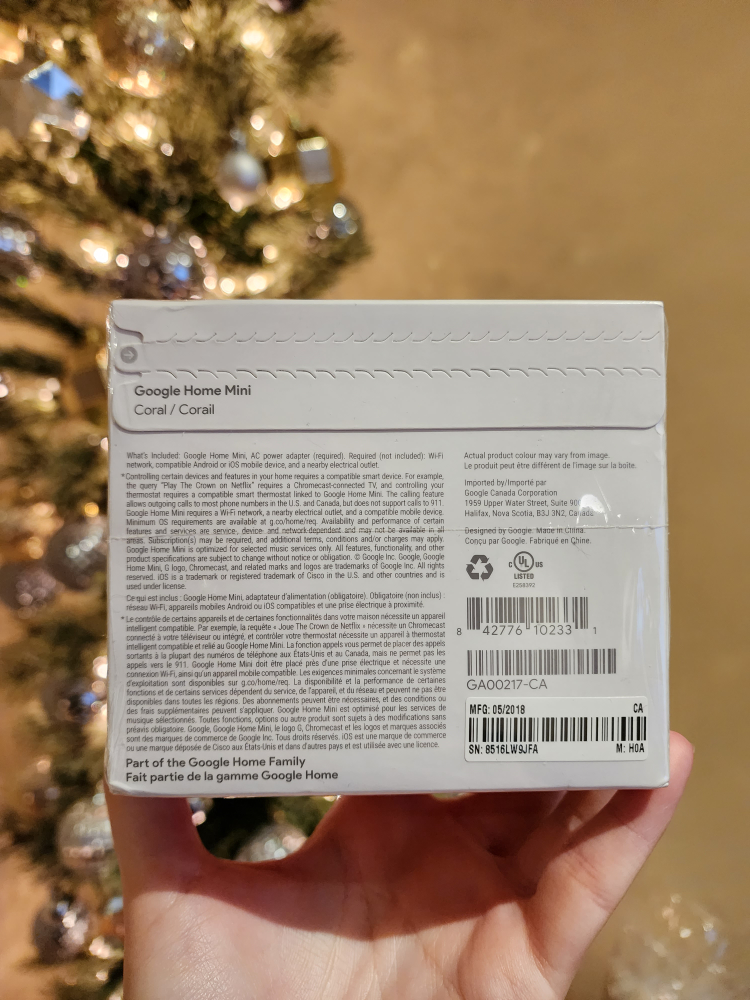 Google Home Mini
Coral / Corail
What's Included: Google Home Mini, AC power adapter (required). Required (not included): Wi-Fi
network, compatible Android or iOS mobile device, and a nearby electrical outlet.
*Controlling certain devices and features in your home requires a compatible smart device. For example,
the query "Play The Crown on Netflix" requires a Chromecast-connected TV, and controlling your
thermostat requires a compatible smart thermostat linked to Google Home Mini. The calling feature
allows outgoing calls to most phone numbers in the U.S. and Canada, but does not support calls to 911.
Google Home Mini requires a Wi-Fi network, a nearby electrical outlet, and a compatible mobile device.
Minimum OS requirements are available at g.co/home/req. Availability and performance of certain
features and services are service, device and network-dependent and may not be available in all
areas. Subscription(s) may be required, and additional terms, conditions and/or charges may apply.
Google Home Mini is optimized for selected music services only. All features, functionality, and other
product specifications are subject to change without notice or obligation. © Google Inc. Google, Google
Home Mini, G logo, Chromecast, and related marks and logos are trademarks of Google Inc. All rights
reserved. iOS is a trademark or registered trademark of Cisco in the U.S. and other countries and is
used under license.
Ce qui est inclus : Google Home Mini, adaptateur d'alimentation (obligatoire). Obligatoire (non inclus) :
réseau Wi-Fi, appareils mobiles Android ou iOS compatibles et une prise électrique à proximité.
*Le contrôle de certains appareils et de certaines fonctionnalités dans votre maison nécessite un appareil
intelligent compatible. Par exemple, la requête « Joue The Crown de Netflix » nécessite un Chromecast
connecté à votre téléviseur ou intégré, et contrôler votre thermostat nécessite un appareil à thermostat
intelligent compatible et relié au Google Home Mini. La fonction appels vous permet de placer des appels
sortants à la plupart des numéros de téléphone aux États-Unis et au Canada, mais ne permet pas les
appels vers le 911. Google Home Mini doit être placé près d'une prise électrique et nécessite une
connexion Wi-Fi, ainsi qu'un appareil mobile compatible. Les exigences minimales concernant le système
d'exploitation sont disponibles sur g.co/home/req. La disponibilité et la performance de certaines
fonctions et de certains services dépendent du service, de l'appareil, et du réseau et peuvent ne pas être
disponibles dans toutes les régions. Des abonnements peuvent être nécessaires, et des conditions ou
des frais supplémentaires peuvent s'appliquer. Google Home Mini est optimisé pour les services de
musique sélectionnés. Toutes fonctions, options ou autre produit sont sujets à des modifications sans
préavis obligatoire. Google, Google Home Mini, le logo G, Chromecast et les logos et marques associés
sont des marques de commerce de Google Inc. Tous droits réservés. iOS est une marque de commerce
ou une marque déposée de Cisco aux États-Unis et dans d'autres pays et est utilisée avec une licence.
Part of the Google Home Family
Fait partie de la gamme Google Home
Actual product colour may vary from image.
Le produit peut être différent de l'image sur la boîte.
Imported by/Importé par
Google Canada Corporation
1959 Upper Water Street, Suite
Halifax, Nova Scotia, B3J 3N2, Canada
Designed by Google. Made in China.
Conçu par Google. Fabriqué en Chine.
C UL US
LISTED
E258392
8 42776 10233 1
GA00217-CA
MFG: 05/2018 CA
SN: 8516LW9JFA M: H0A